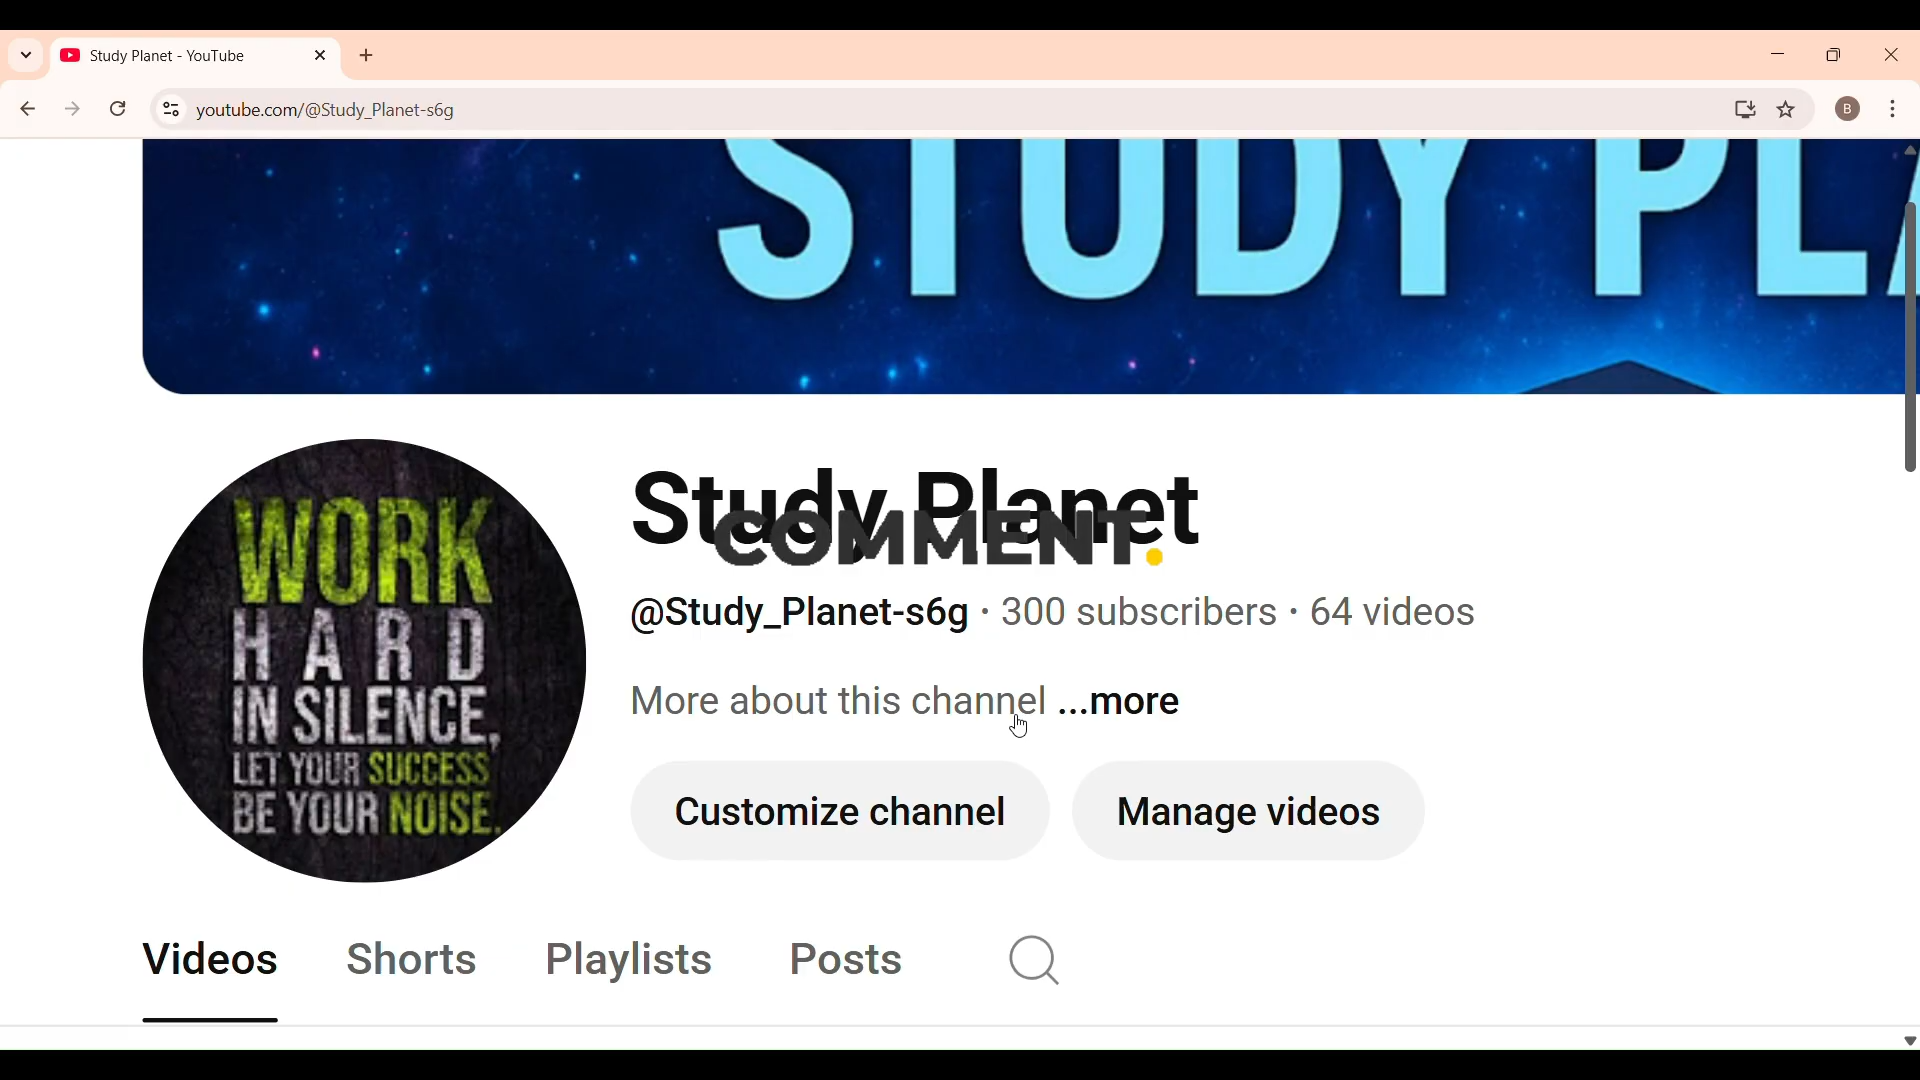 Study Planet - YouTube
youtube.com/@Study_Planet-s6g
B
STUDY PLA
Study Planet
COMMENT.
@Study_Planet-s6g · 300 subscribers · 64 videos
More about this channel ...more
Customize channel
Manage videos
WORK
HARD
IN SILENCE,
LET YOUR SUCCESS
BE YOUR NOISE.
Videos
Shorts
Playlists
Posts